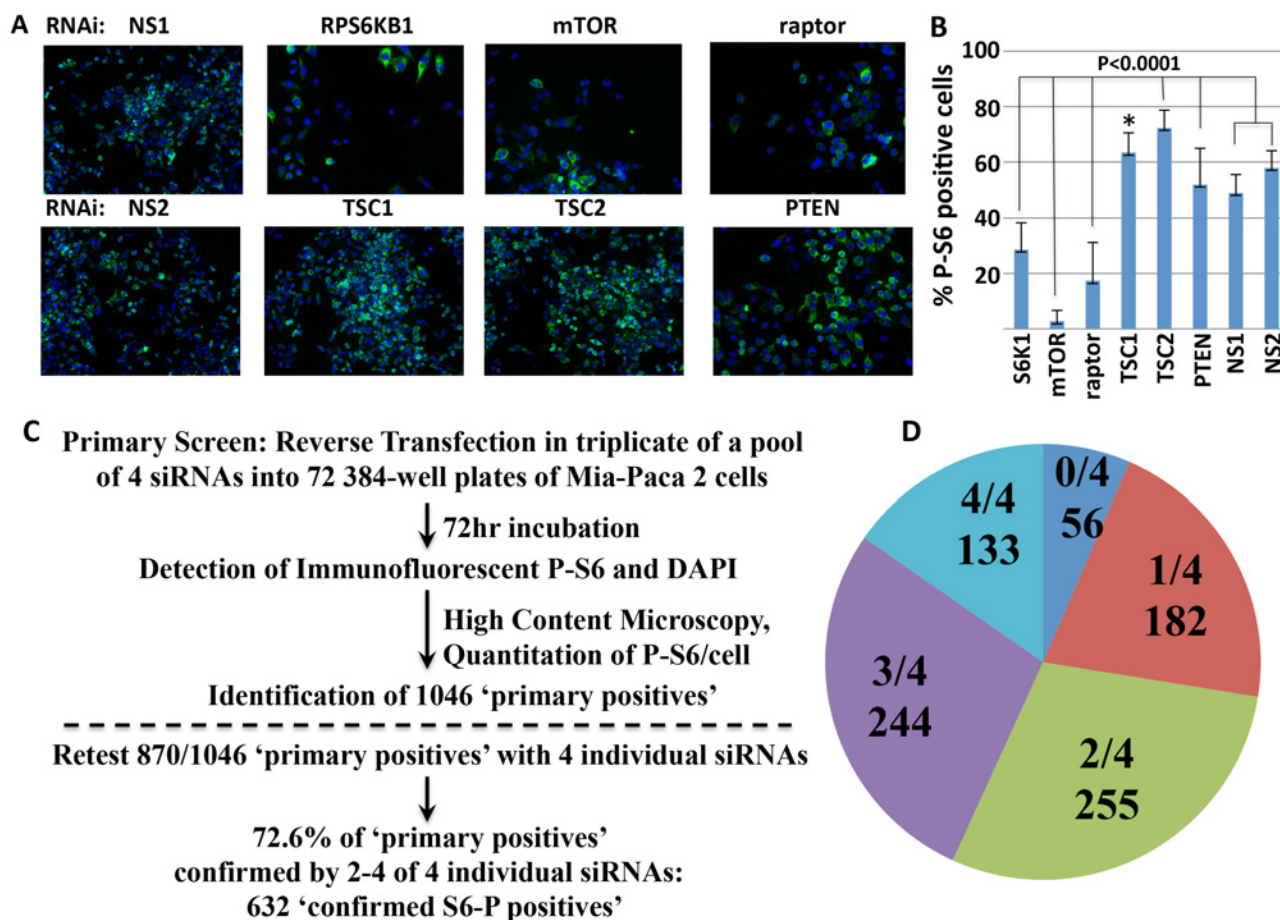 A
RNAi: NS1
RPS6KB1
mTOR
raptor
RNAi: NS2
TSC1
TSC2
PTEN
B
% P-S6 positive cells
100
80
60
40
20
P<0.0001
*
S6K1
mTOR
raptor
TSC1
TSC2
PTEN
NS1
NS2
C
Primary Screen: Reverse Transfection in triplicate of a pool
of 4 siRNAs into 72 384-well plates of Mia-Paca 2 cells
72hr incubation
Detection of Immunofluorescent P-S6 and DAPI
High Content Microscopy,
Quantitation of P-S6/cell
Identification of 1046 ‘primary positives’
Retest 870/1046 ‘primary positives’ with 4 individual siRNAs
72.6% of ‘primary positives’
confirmed by 2-4 of 4 individual siRNAs:
632 ‘confirmed S6-P positives’
D
0/4
56
1/4
182
2/4
255
3/4
244
4/4
133